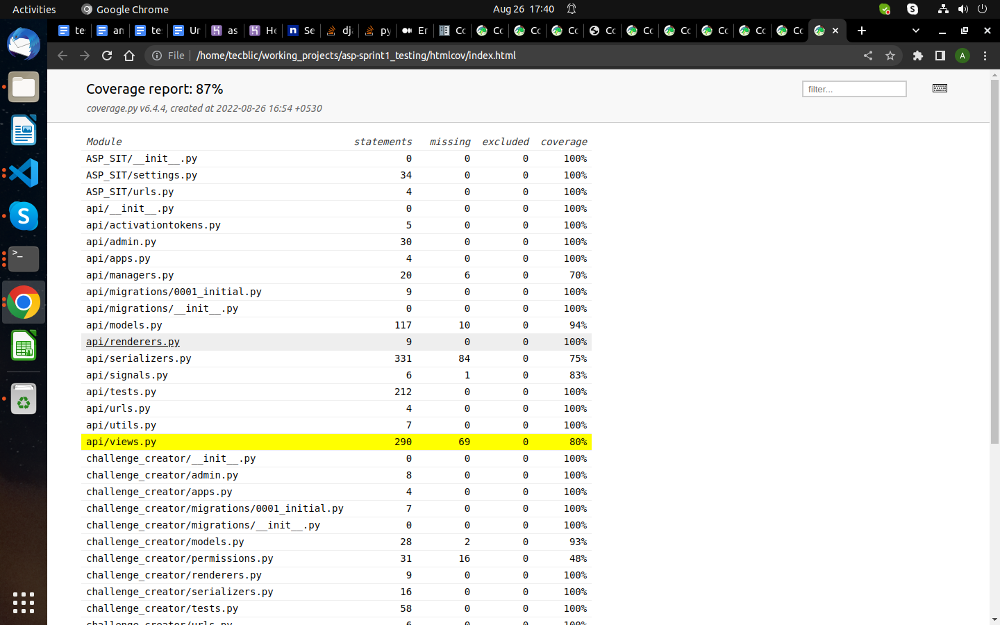 Activities Google Chrome Aug 26 17:40
te an te Ur as He Se dj py Er Co Co Co Co Co Co Co Co Co Co
File /home/tecblic/working_projects/asp-sprint1_testing/htmlcov/index.html A
Coverage report: 87% filter...
coverage.py v6.4.4, created at 2022-08-26 16:54 +0530
Module statements missing excluded coverage
ASP_SIT/__init__.py 0 0 0 100%
ASP_SIT/settings.py 34 0 0 100%
ASP_SIT/urls.py 4 0 0 100%
api/__init__.py 0 0 0 100%
api/activationtokens.py 5 0 0 100%
api/admin.py 30 0 0 100%
api/apps.py 4 0 0 100%
api/managers.py 20 6 0 70%
api/migrations/0001_initial.py 9 0 0 100%
api/migrations/__init__.py 0 0 0 100%
api/models.py 117 10 0 94%
api/renderers.py 9 0 0 100%
api/serializers.py 331 84 0 75%
api/signals.py 6 1 0 83%
api/tests.py 212 0 0 100%
api/urls.py 4 0 0 100%
api/utils.py 7 0 0 100%
api/views.py 290 69 0 80%
challenge_creator/__init__.py 0 0 0 100%
challenge_creator/admin.py 8 0 0 100%
challenge_creator/apps.py 4 0 0 100%
challenge_creator/migrations/0001_initial.py 7 0 0 100%
challenge_creator/migrations/__init__.py 0 0 0 100%
challenge_creator/models.py 28 2 0 93%
challenge_creator/permissions.py 31 16 0 48%
challenge_creator/renderers.py 9 0 0 100%
challenge_creator/serializers.py 16 0 0 100%
challenge_creator/tests.py 58 0 0 100%
challenge_creator/urls.py 6 0 0 100%